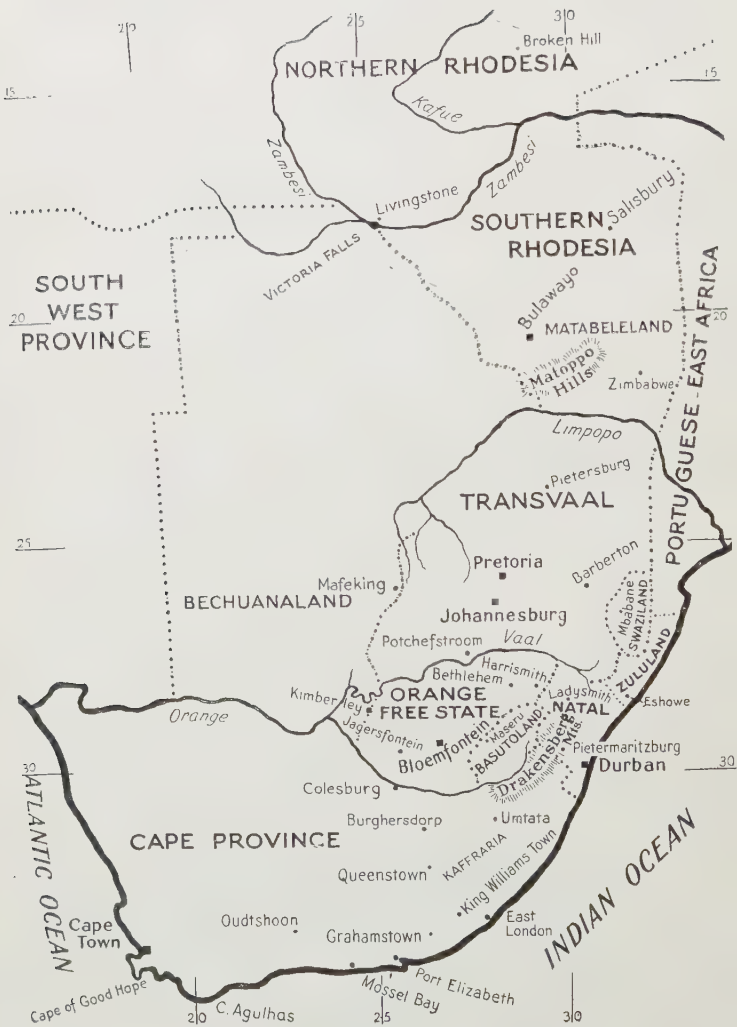 20
25
30
Broken Hill
NORTHERN RHODESIA
15
15
Kafue
Zambesi
Zambesi
Livingstone
Salisbury
SOUTHERN
RHODESIA
VICTORIA FALLS
SOUTH
WEST
PROVINCE
20
20
Bulawayo
MATABELELAND
Matoppo
Hills
Zimbabwe
PORTUGUESE-EAST AFRICA
Limpopo
Pietersburg
TRANSVAAL
25
Pretoria
Barberton
Mafeking
BECHUANALAND
Johannesburg
Mbabane
SWAZILAND
Potchefstroom
Vaal
ZULULAND
Harrismith
Bethlehem
Ladysmith
Kimberley
ORANGE
FREE STATE
NATAL
Eshowe
Orange
Jagersfontein
Bloemfontein
Maseru
BASUTOLAND
Drakensberg
Mts.
Pietermaritzburg
Durban
30
30
Colesburg
ATLANTIC OCEAN
Burghersdorp
Umtata
CAPE PROVINCE
KAFFRARIA
Queenstown
King Williams Town
INDIAN OCEAN
Cape
Town
Oudtshoon
East
London
Grahamstown
Port Elizabeth
Mossel Bay
Cape of Good Hope
C. Agulhas
20
25
30